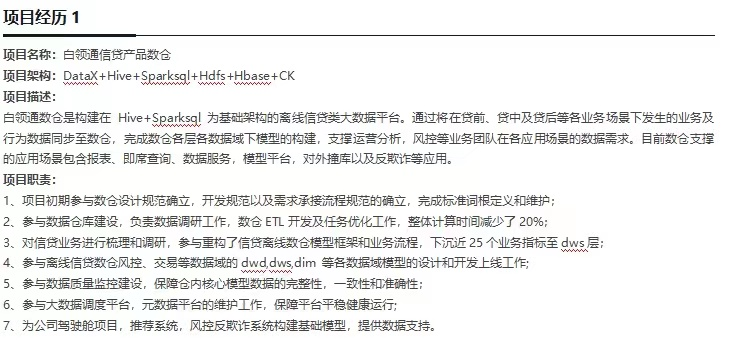 项目经历 1
项目名称：白领通信贷产品数仓
项目架构：DataX+Hive+Sparksql+Hdfs+Hbase+CK
项目描述：
白领通数仓是构建在 Hive+Sparksql 为基础架构的离线信贷类大数据平台。通过将在贷前、贷中及贷后等各业务场景下发生的业务及
行为数据同步至数仓，完成数仓各层各数据域下模型的构建，支撑运营分析，风控等业务团队在各应用场景的数据需求。目前数仓支撑
的应用场景包含报表、即席查询、数据服务，模型平台，对外撞库以及反欺诈等应用。
项目职责：
1、项目初期参与数仓设计规范确立，开发规范以及需求承接流程规范的确立，完成标准词根定义和维护；
2、参与数据仓库建设，负责数据调研工作，数仓 ETL 开发及任务优化工作，整体计算时间减少了 20%；
3、对信贷业务进行梳理和调研，参与重构了信贷离线数仓模型框架和业务流程，下沉近 25 个业务指标至 dws 层；
4、参与离线信贷数仓风控、交易等数据域的 dwd,dws,dim 等各数据域模型的设计和开发上线工作；
5、参与数据质量监控建设，保障仓内核心模型数据的完整性，一致性和准确性；
6、参与大数据调度平台，元数据平台的维护工作，保障平台平稳健康运行；
7、为公司驾驶舱项目，推荐系统，风控反欺诈系统构建基础模型，提供数据支持。